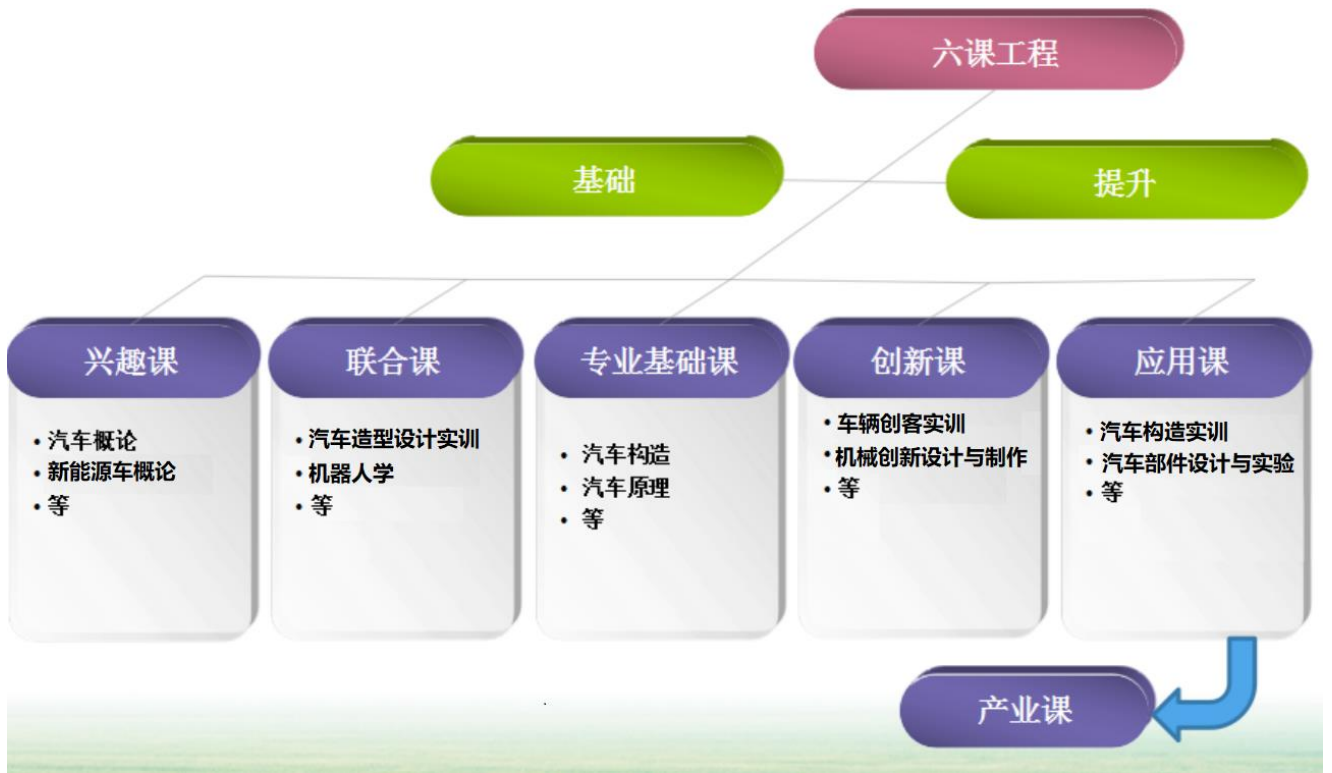 六课工程
基础
提升
兴趣课
• 汽车概论
• 新能源车概论
• 等
联合课
• 汽车造型设计实训
• 机器人学
• 等
专业基础课
• 汽车构造
• 汽车原理
• 等
创新课
• 车辆创客实训
• 机械创新设计与制作
• 等
应用课
• 汽车构造实训
• 汽车部件设计与实验
• 等
产业课